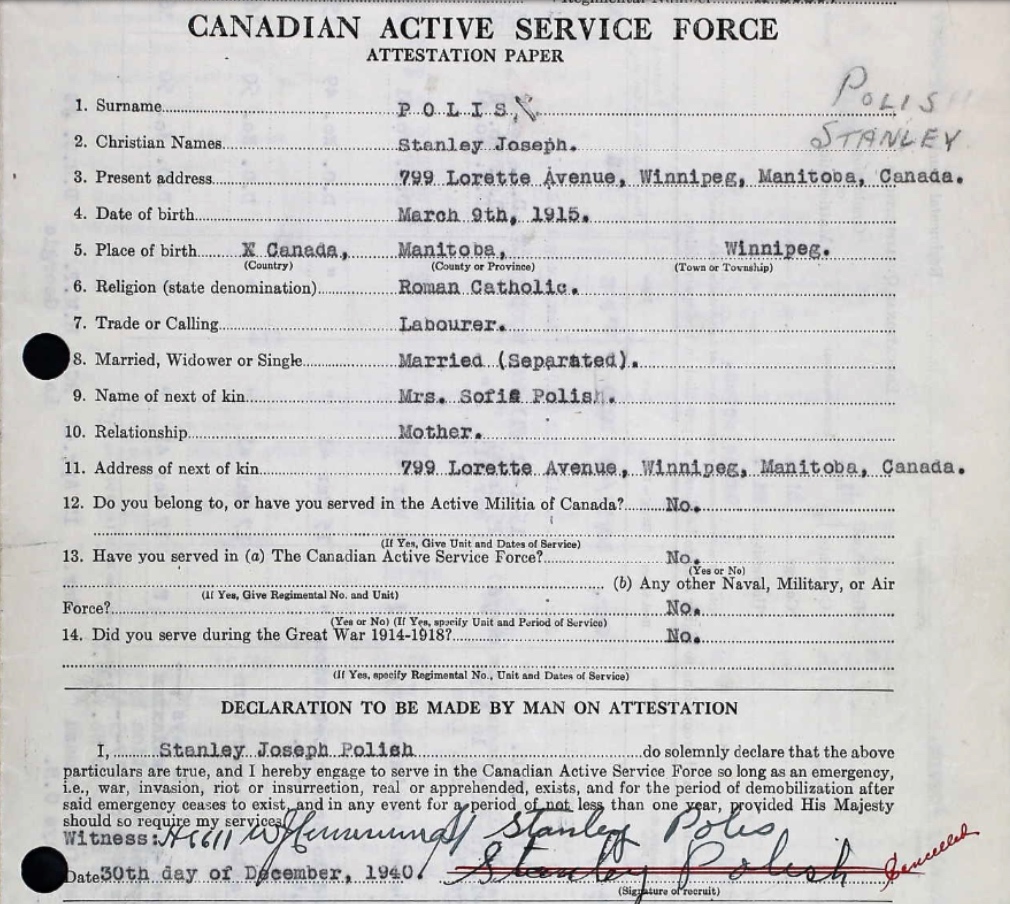 CANADIAN ACTIVE SERVICE FORCE
ATTESTATION PAPER
POLISH
STANLEY
1. Surname P O L I S
2. Christian Names Stanley Joseph.
3. Present address 799 Lorette Avenue, Winnipeg, Manitoba, Canada.
4. Date of birth March 9th, 1915.
5. Place of birth X Canada, Manitoba, Winnipeg.
(Country) (County or Province) (Town or Township)
6. Religion (state denomination) Roman Catholic.
7. Trade or Calling Labourer.
8. Married, Widower or Single Married (Separated).
9. Name of next of kin Mrs. Sofia Polish.
10. Relationship Mother.
11. Address of next of kin 799 Lorette Avenue, Winnipeg, Manitoba, Canada.
12. Do you belong to, or have you served in the Active Militia of Canada? No.
(If Yes, Give Unit and Dates of Service)
13. Have you served in (a) The Canadian Active Service Force? No.
(Yes or No)
(b) Any other Naval, Military, or Air
(If Yes, Give Regimental No. and Unit)
Force? No.
(Yes or No) (If Yes, specify Unit and Period of Service)
14. Did you serve during the Great War 1914-1918? No.
(If Yes, specify Regimental No., Unit and Dates of Service)
DECLARATION TO BE MADE BY MAN ON ATTESTATION
I, Stanley Joseph Polish do solemnly declare that the above
particulars are true, and I hereby engage to serve in the Canadian Active Service Force so long as an emergency,
i.e., war, invasion, riot or insurrection, real or apprehended, exists, and for the period of demobilization after
said emergency ceases to exist, and in any event for a period of not less than one year, provided His Majesty
should so require my services.
Witness: Stanley Polis
Date 30th day of December, 1940. Stanley Polish Cancelled
(Signature of recruit)